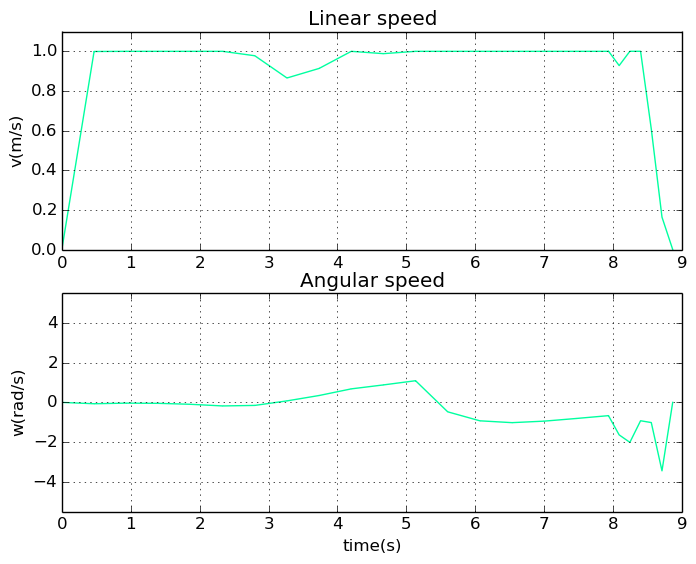 Linear speed
1.0
0.8
0.6
0.4
0.2
0.0
v(m/s)
0 1 2 3 4 5 6 7 8 9
Angular speed
4
2
0
−2
−4
w(rad/s)
0 1 2 3 4 5 6 7 8 9
time(s)